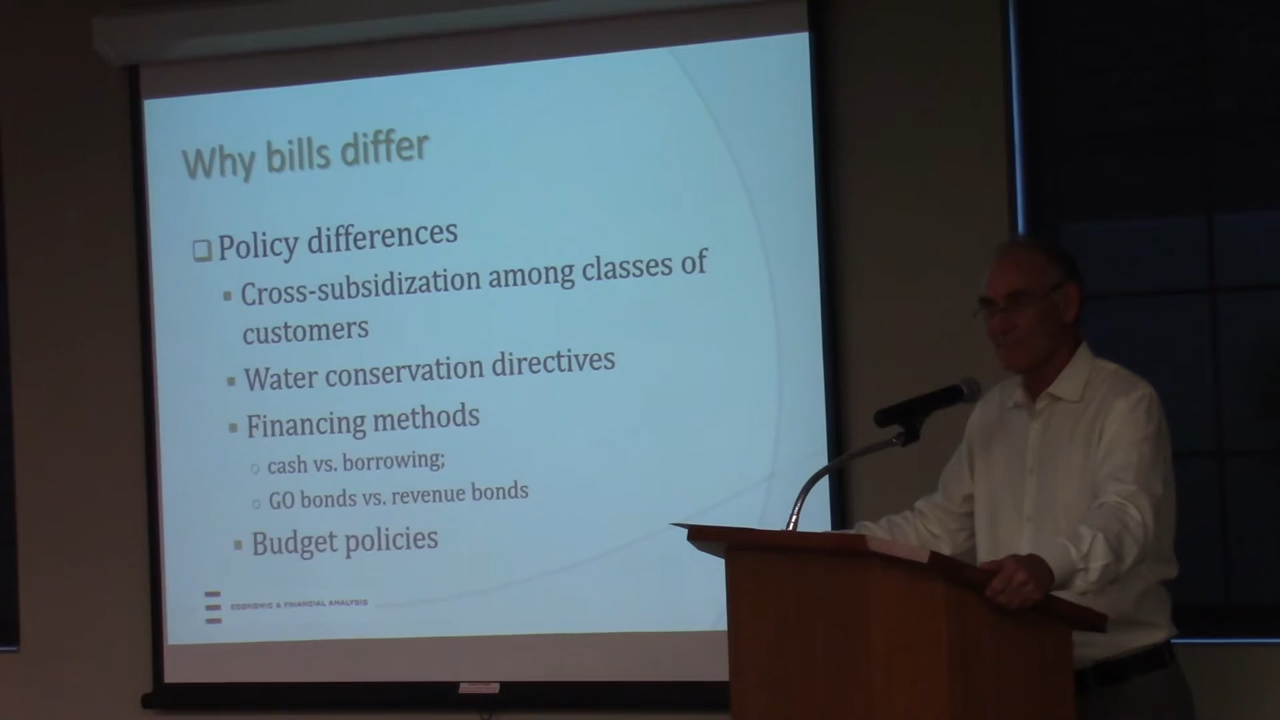 Why bills differ
Policy differences
Cross-subsidization among classes of
customers
Water conservation directives
Financing methods
cash vs. borrowing;
GO bonds vs. revenue bonds
Budget policies
ECONOMIC & FINANCIAL ANALYSIS